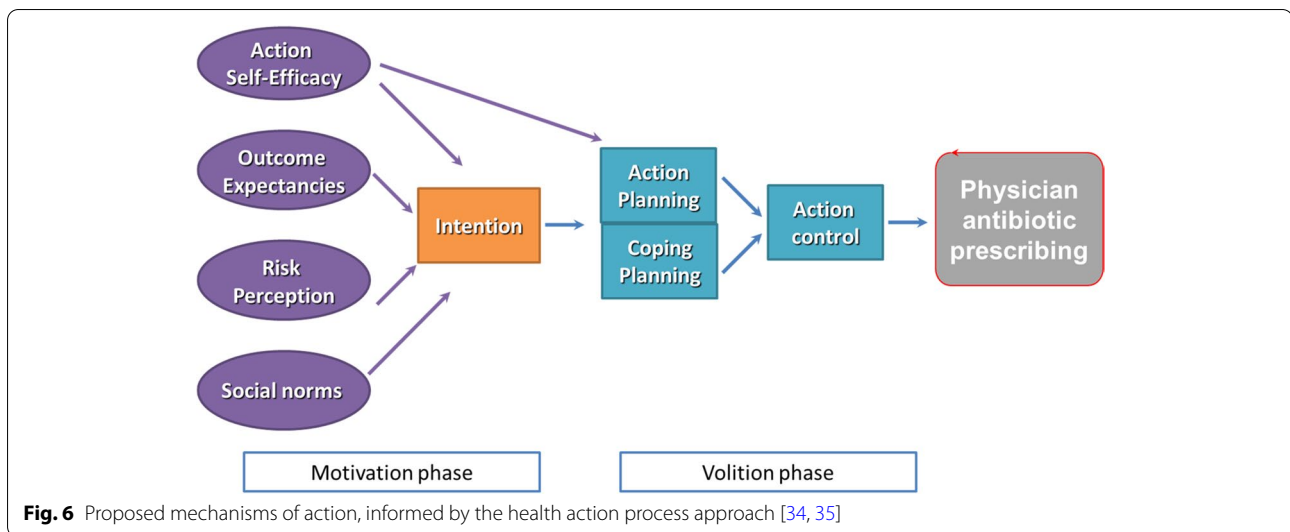 Action
Self-Efficacy
Outcome
Expectancies
Risk
Perception
Social norms
Intention
Action
Planning
Coping
Planning
Action
control
Physician
antibiotic
prescribing
Motivation phase
Volition phase
Fig. 6 Proposed mechanisms of action, informed by the health action process approach [34, 35]